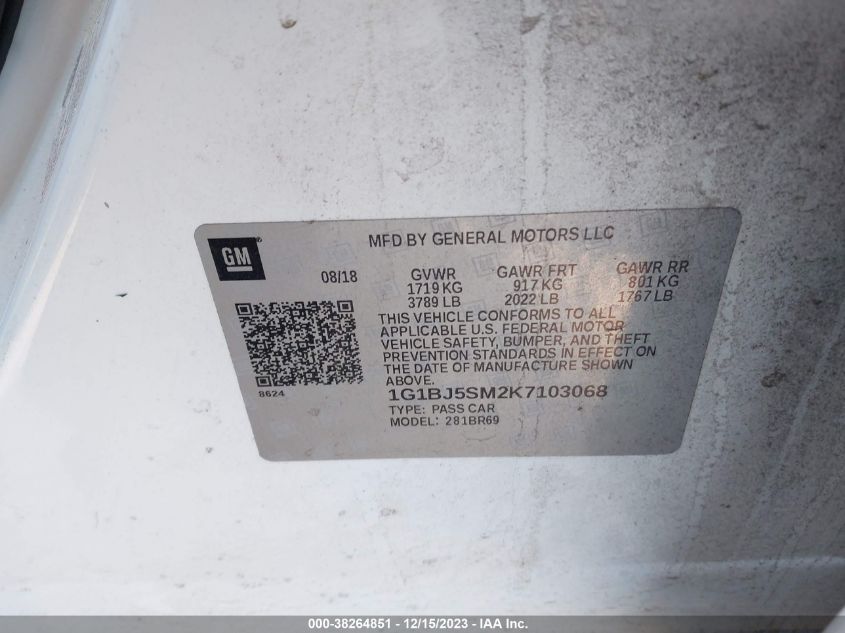 GM
MFD BY GENERAL MOTORS LLC
08/18
GVWR GAWR FRT GAWR RR
1719 KG 917 KG 801 KG
3789 LB 2022 LB 1767 LB
THIS VEHICLE CONFORMS TO ALL
APPLICABLE U.S. FEDERAL MOTOR
VEHICLE SAFETY, BUMPER, AND THEFT
PREVENTION STANDARDS IN EFFECT ON
THE DATE OF MANUFACTURE SHOWN
ABOVE.
8624
1G1BJ5SM2K7103068
TYPE: PASS CAR
MODEL: 281BR69
000-38264851 - 12/15/2023 - IAA Inc.